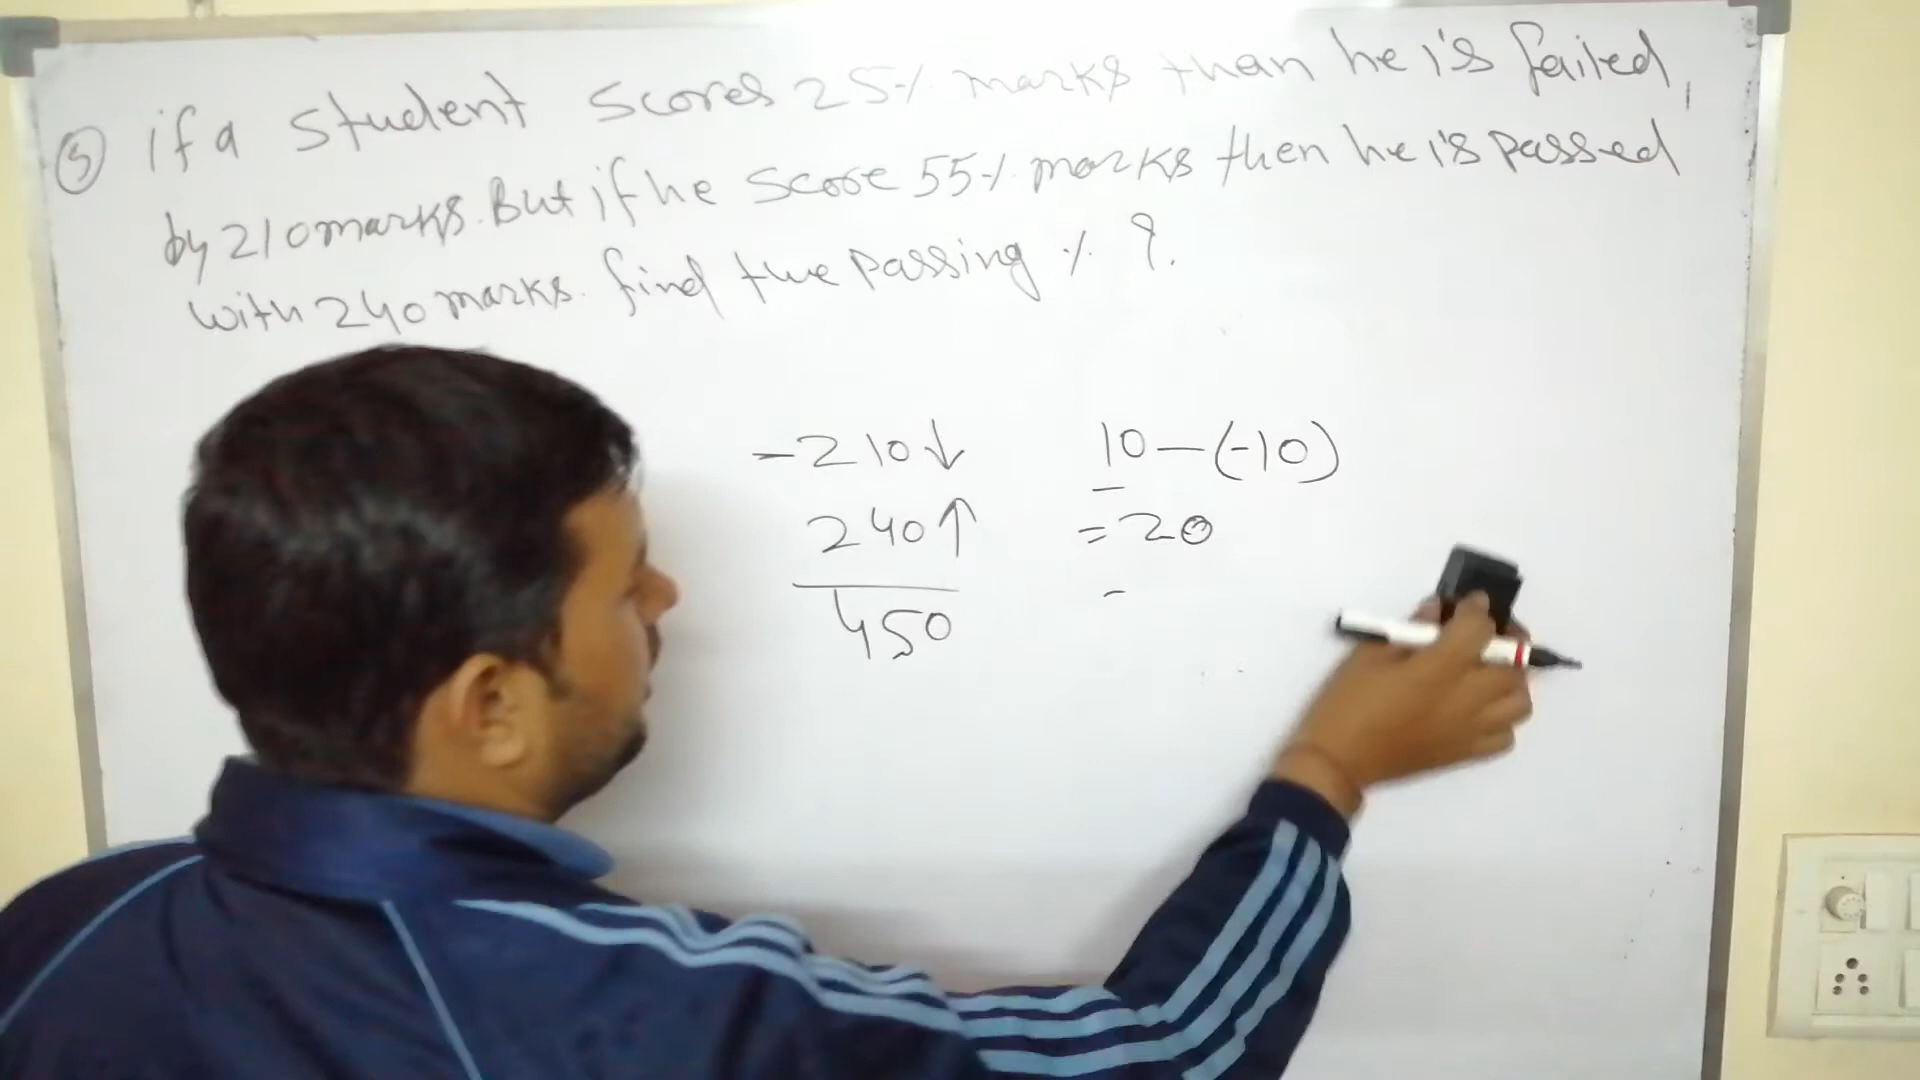 5 if a student scores 25% marks than he is failed,
by 210 marks. But if he score 55% marks then he is passed
with 240 marks. find the passing % ?.
-210↓ 10-(-10)
240↑ =20
450 -